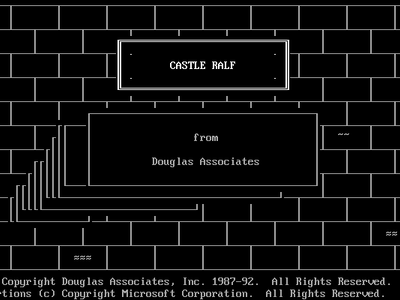 CASTLE RALF
from
Douglas Associates
Copyright Douglas Associates, Inc. 1987-92. All Rights Reserved.
rtions (c) Copyright Microsoft Corporation. All Rights Reserved.